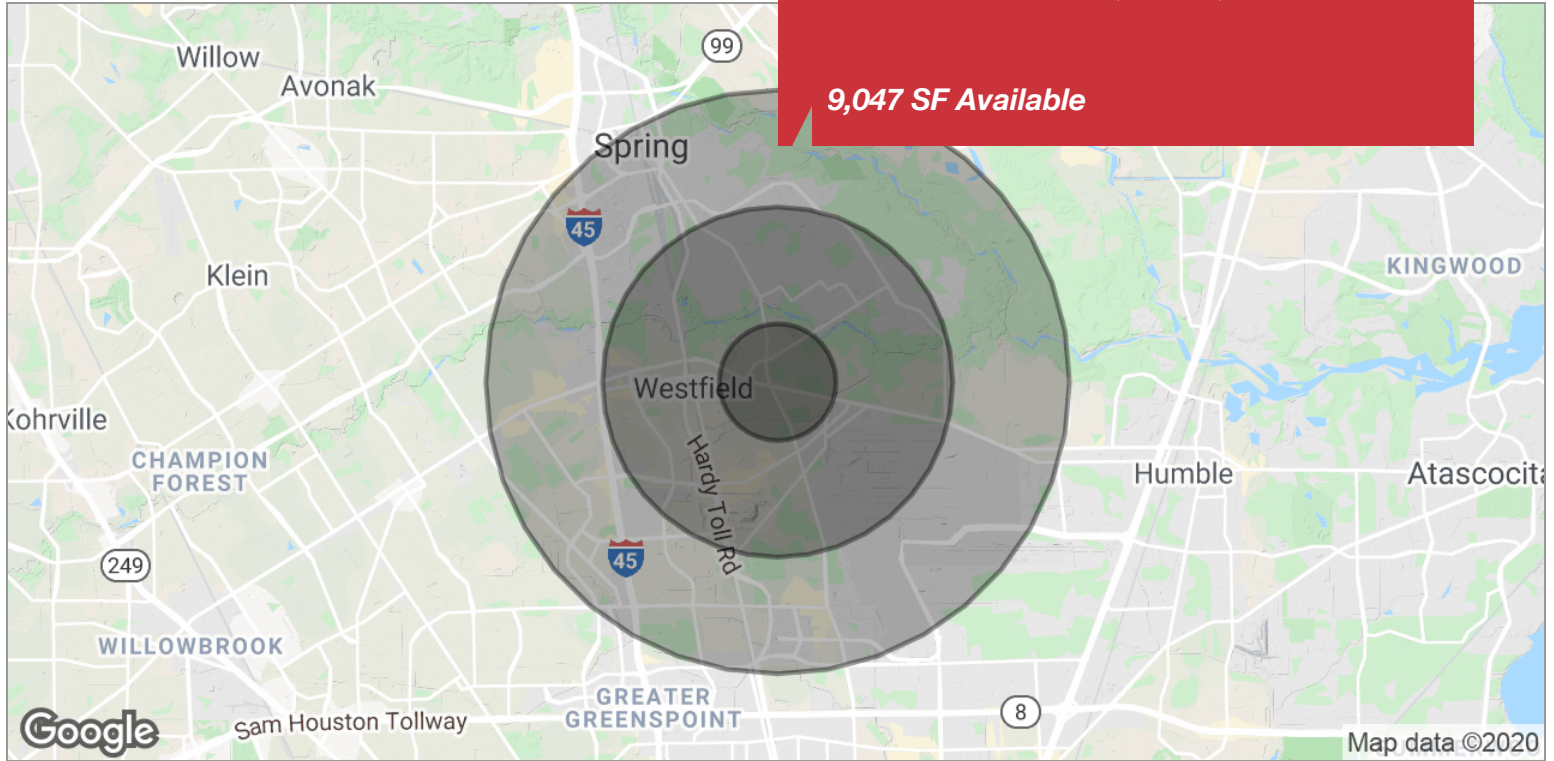 Willow
99
Avonak
9,047 SF Available
Spring
45
Klein
KINGWOOD
Westfield
Kohrville
CHAMPION
FOREST
Hardy Toll Rd
Humble
Atascocita
45
249
WILLOWBROOK
GREATER
GREENSPOINT
8
Sam Houston Tollway
Google
Map data ©2020